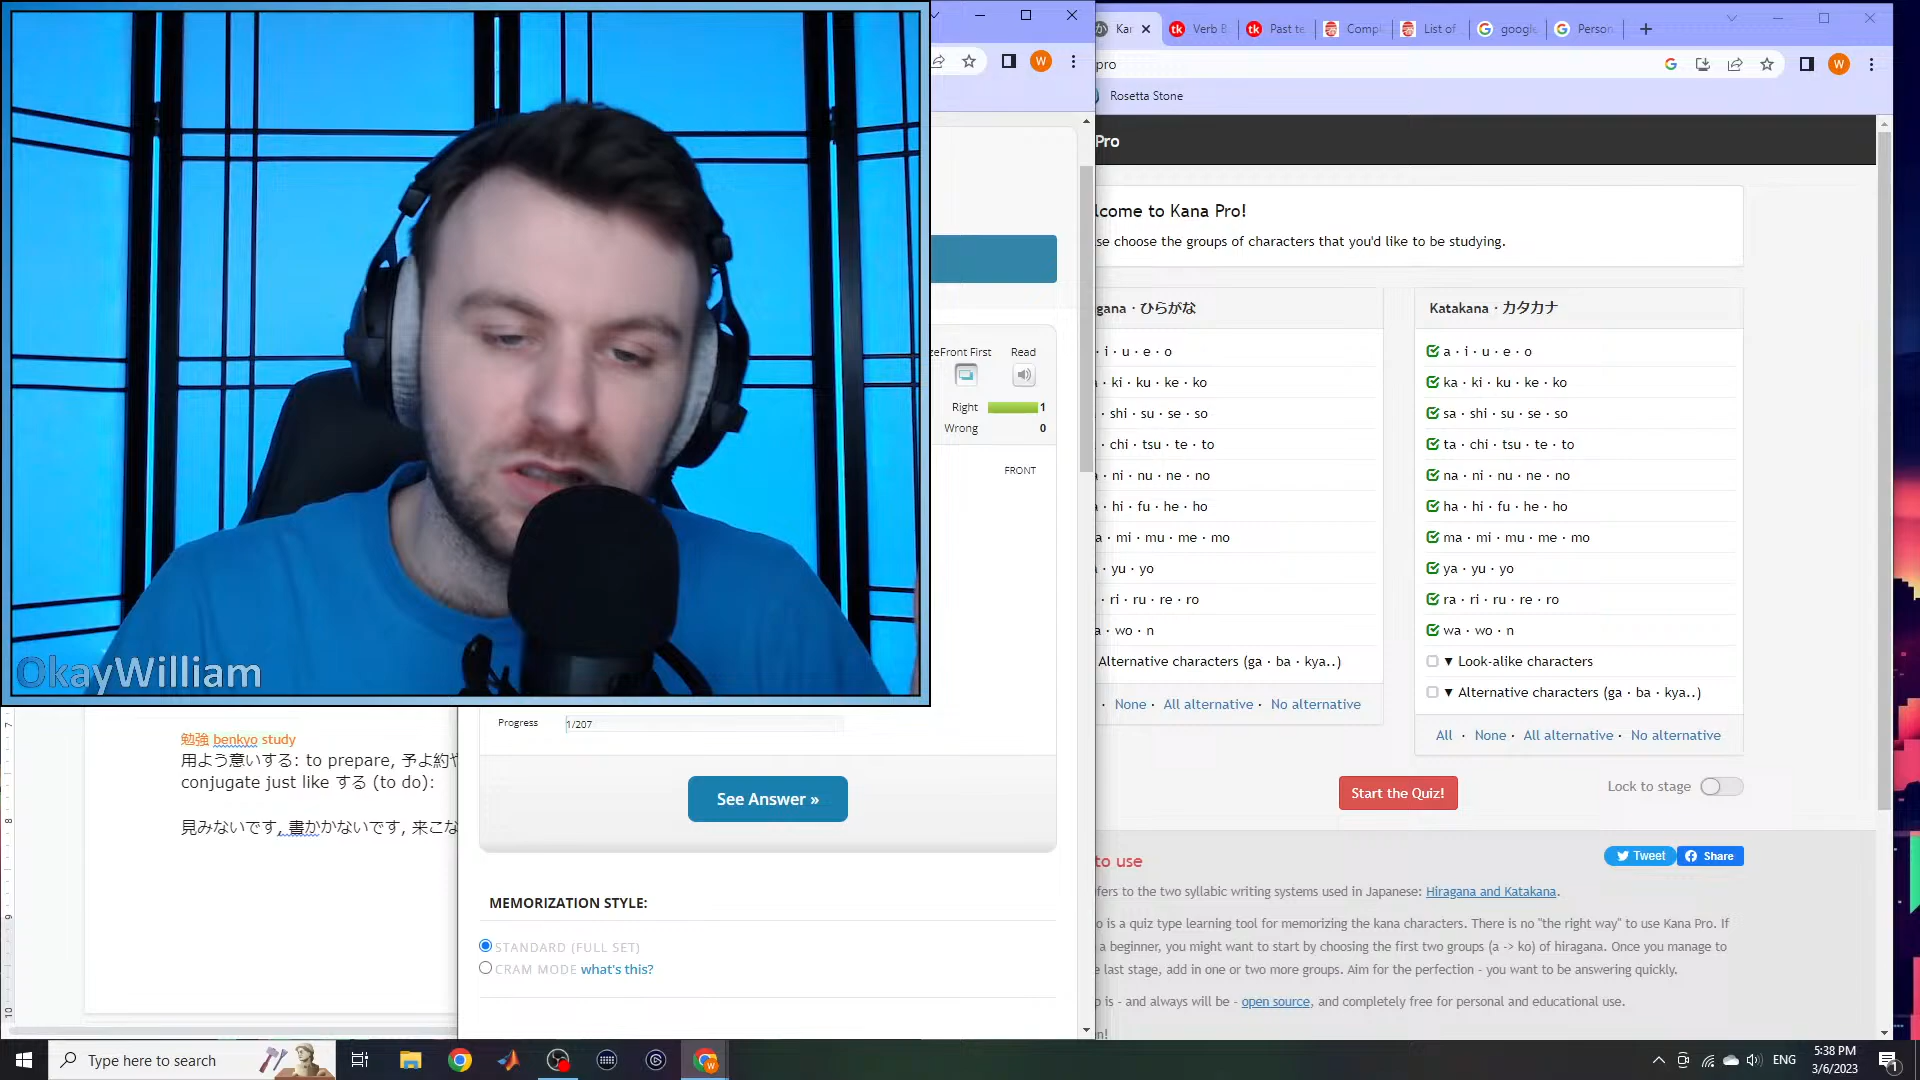 Kar
Verb B
Past te
Compl
List of
google
Person
pro
W
W
Rosetta Stone
Pro
lcome to Kana Pro!
se choose the groups of characters that you'd like to be studying.
gana · ひらがな
· i · u · e · o
· ki · ku · ke · ko
· shi · su · se · so
· chi · tsu · te · to
· ni · nu · ne · no
· hi · fu · he · ho
a · mi · mu · me · mo
· yu · yo
· ri · ru · re · ro
a · wo · n
Alternative characters (ga · ba · kya..)
· None · All alternative · No alternative
Katakana · カタカナ
a · i · u · e · o
ka · ki · ku · ke · ko
sa · shi · su · se · so
ta · chi · tsu · te · to
na · ni · nu · ne · no
ha · hi · fu · he · ho
ma · mi · mu · me · mo
ya · yu · yo
ra · ri · ru · re · ro
wa · wo · n
▼ Look-alike characters
▼ Alternative characters (ga · ba · kya..)
All · None · All alternative · No alternative
Start the Quiz!
Lock to stage
Tweet
Share
to use
fers to the two syllabic writing systems used in Japanese: Hiragana and Katakana.
o is a quiz type learning tool for memorizing the kana characters. There is no "the right way" to use Kana Pro. If
a beginner, you might want to start by choosing the first two groups (a -> ko) of hiragana. Once you manage to
e last stage, add in one or two more groups. Aim for the perfection - you want to be answering quickly.
o is - and always will be - open source, and completely free for personal and educational use.
n!
zeFront First
Read
Right 1
Wrong 0
FRONT
OkayWilliam
Progress 1/207
See Answer »
MEMORIZATION STYLE:
STANDARD (FULL SET)
CRAM MODE what's this?
7
8
9
10
勉強 benkyo study
用よう意いする: to prepare, 予よ約や
conjugate just like する (to do):
見みないです, 書かかないです, 来こな
Type here to search
ENG
5:38 PM
3/6/2023
1